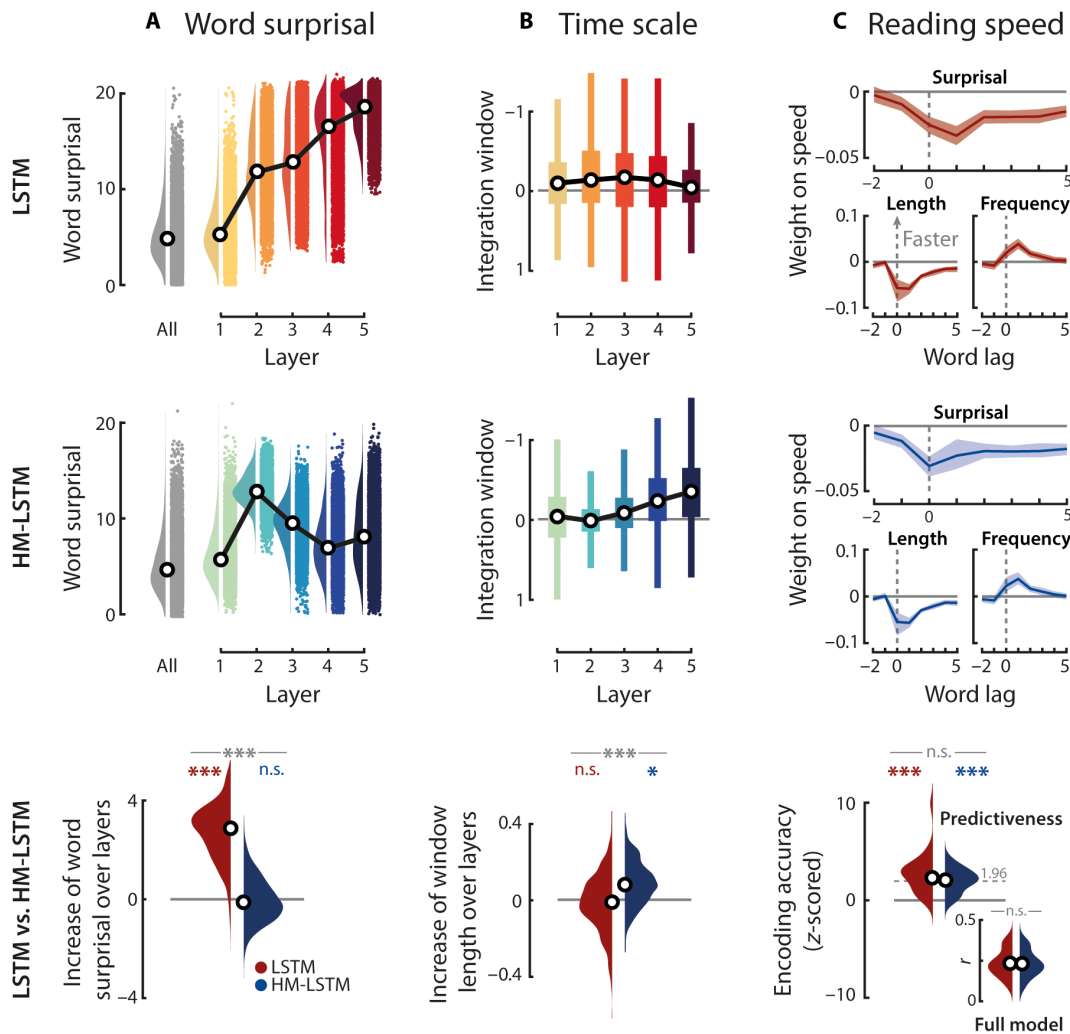 A Word surprisal
B Time scale
C Reading speed
LSTM
Word surprisal
20
10
0
All
1 2 3 4 5
Layer
Integration window
−1
0
1
1 2 3 4 5
Layer
Weight on speed
Surprisal
0
−0.05
−2 0 5
Length
Frequency
0.1
Faster
0
−0.1
−2 0 5
−2 0 5
Word lag
HM-LSTM
Word surprisal
20
10
0
All
1 2 3 4 5
Layer
Integration window
−1
0
1
1 2 3 4 5
Layer
Weight on speed
Surprisal
0
−0.05
−2 0 5
Length
Frequency
0.1
0
−0.1
−2 0 5
−2 0 5
Word lag
LSTM vs. HM-LSTM
Increase of word
surprisal over layers
***
*** n.s.
4
0
−4
LSTM
HM-LSTM
Increase of window
length over layers
***
n.s. *
0.4
0
−0.4
Encoding accuracy
(z-scored)
n.s.
*** ***
10
0
−10
Predictiveness
1.96
n.s.
0.5
r
0
Full model